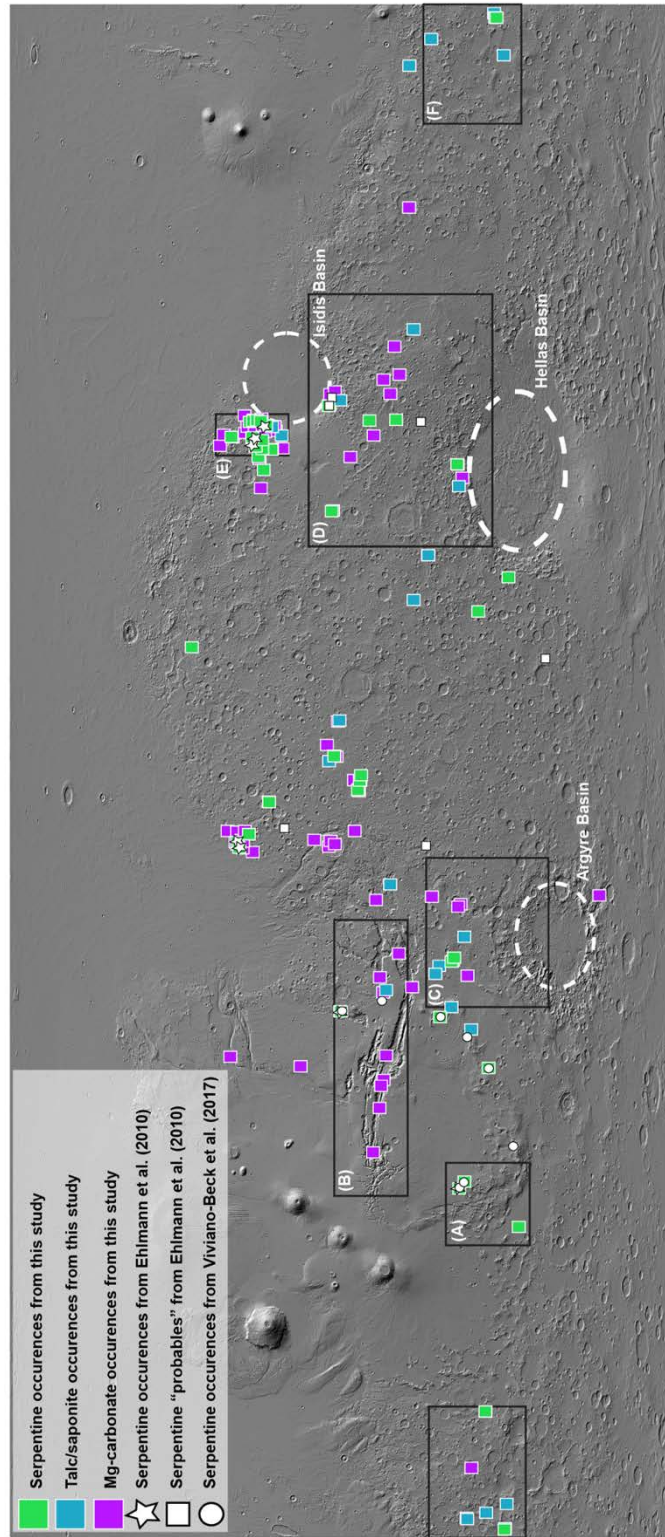 Serpentine occurences from this study
Talc/saponite occurences from this study
Mg-carbonate occurences from this study
Serpentine occurences from Ehlmann et al. (2010)
Serpentine “probables” from Ehlmann et al. (2010)
Serpentine occurences from Viviano-Beck et al. (2017)
(A)
(B)
(C)
Argyre Basin
(D)
(E)
Isidis Basin
Hellas Basin
(F)